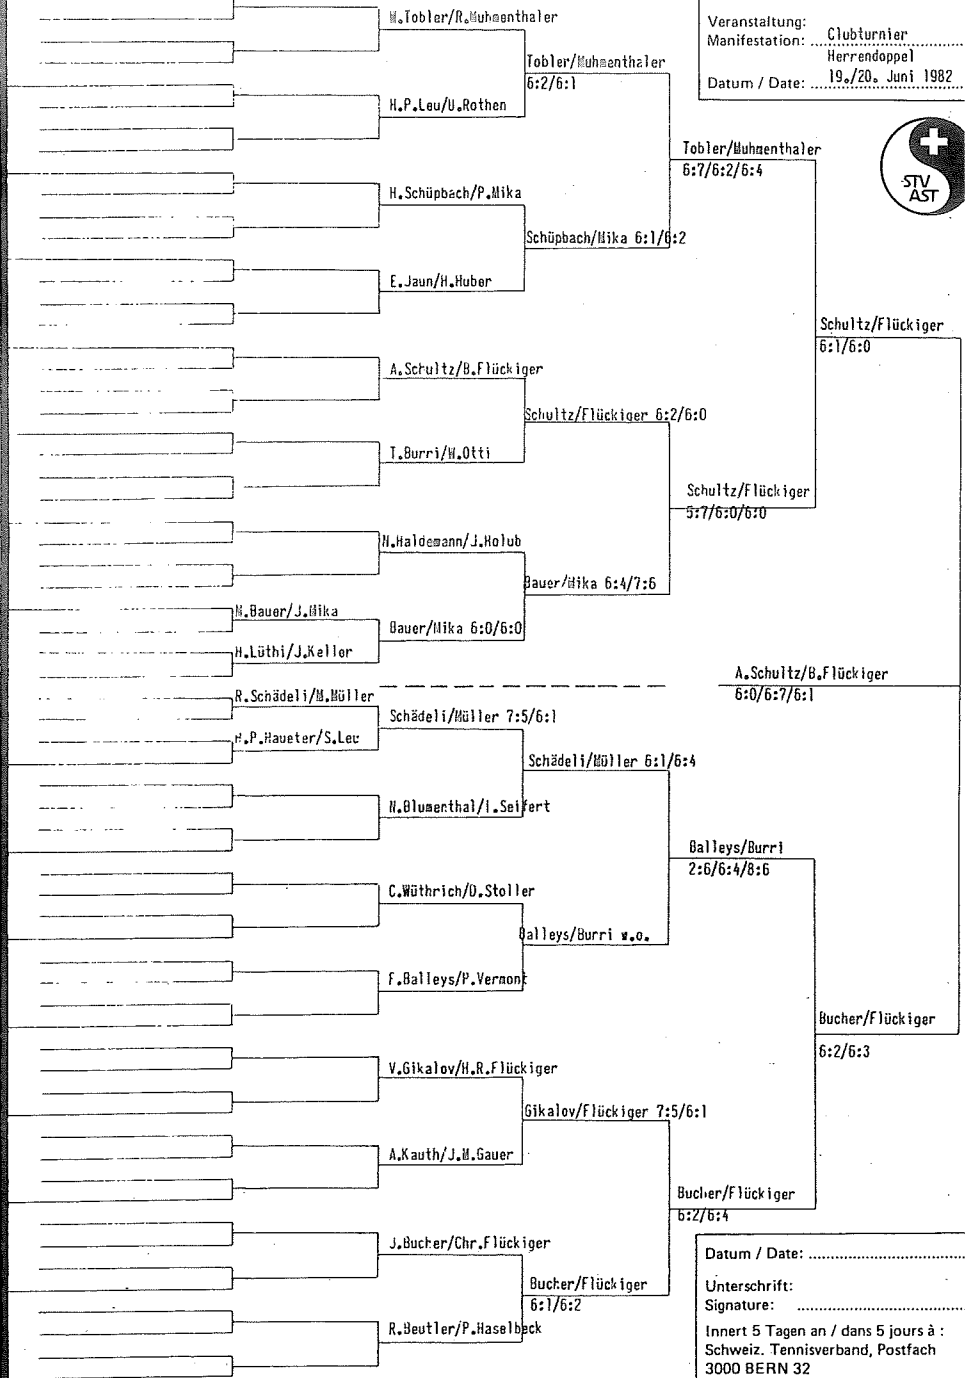 M.Tobler/R.Muhmenthaler
Veranstaltung:
Manifestation: Clubturnier
Herrendoppel
Datum / Date: 19./20. Juni 1982
Tobler/Muhmenthaler
6:2/6:1
H.P.Leu/U.Rothen
STV
AST
Tobler/Muhmenthaler
6:7/6:2/6:4
H.Schüpbach/P.Mika
Schüpbach/Mika 6:1/6:2
E.Jaun/H.Huber
Schultz/Flückiger
6:1/6:0
A.Schultz/B.Flückiger
Schultz/Flückiger 6:2/6:0
T.Burri/W.Otti
Schultz/Flückiger
5:7/6:0/6:0
N.Haldemann/J.Holub
Bauer/Mika 6:4/7:6
M.Bauer/J.Mika
Bauer/Mika 6:0/6:0
H.Lüthi/J.Keller
A.Schultz/B.Flückiger
6:0/6:7/6:1
R.Schädeli/M.Müller
Schädeli/Müller 7:5/6:1
H.P.Haueter/S.Leu
Schädeli/Müller 6:1/6:4
N.Blumenthal/I.Seifert
Balleys/Burri
2:6/6:4/8:6
C.Wüthrich/D.Stoller
Balleys/Burri w.o.
F.Balleys/P.Vermont
Bucher/Flückiger
6:2/6:3
V.Gikalov/H.R.Flückiger
Gikalov/Flückiger 7:5/6:1
A.Kauth/J.M.Gauer
Bucher/Flückiger
6:2/6:4
J.Bucher/Chr.Flückiger
Bucher/Flückiger
6:1/6:2
R.Beutler/P.Haselbeck
Datum / Date:
Unterschrift:
Signature:
Innert 5 Tagen an / dans 5 jours à :
Schweiz. Tennisverband, Postfach
3000 BERN 32